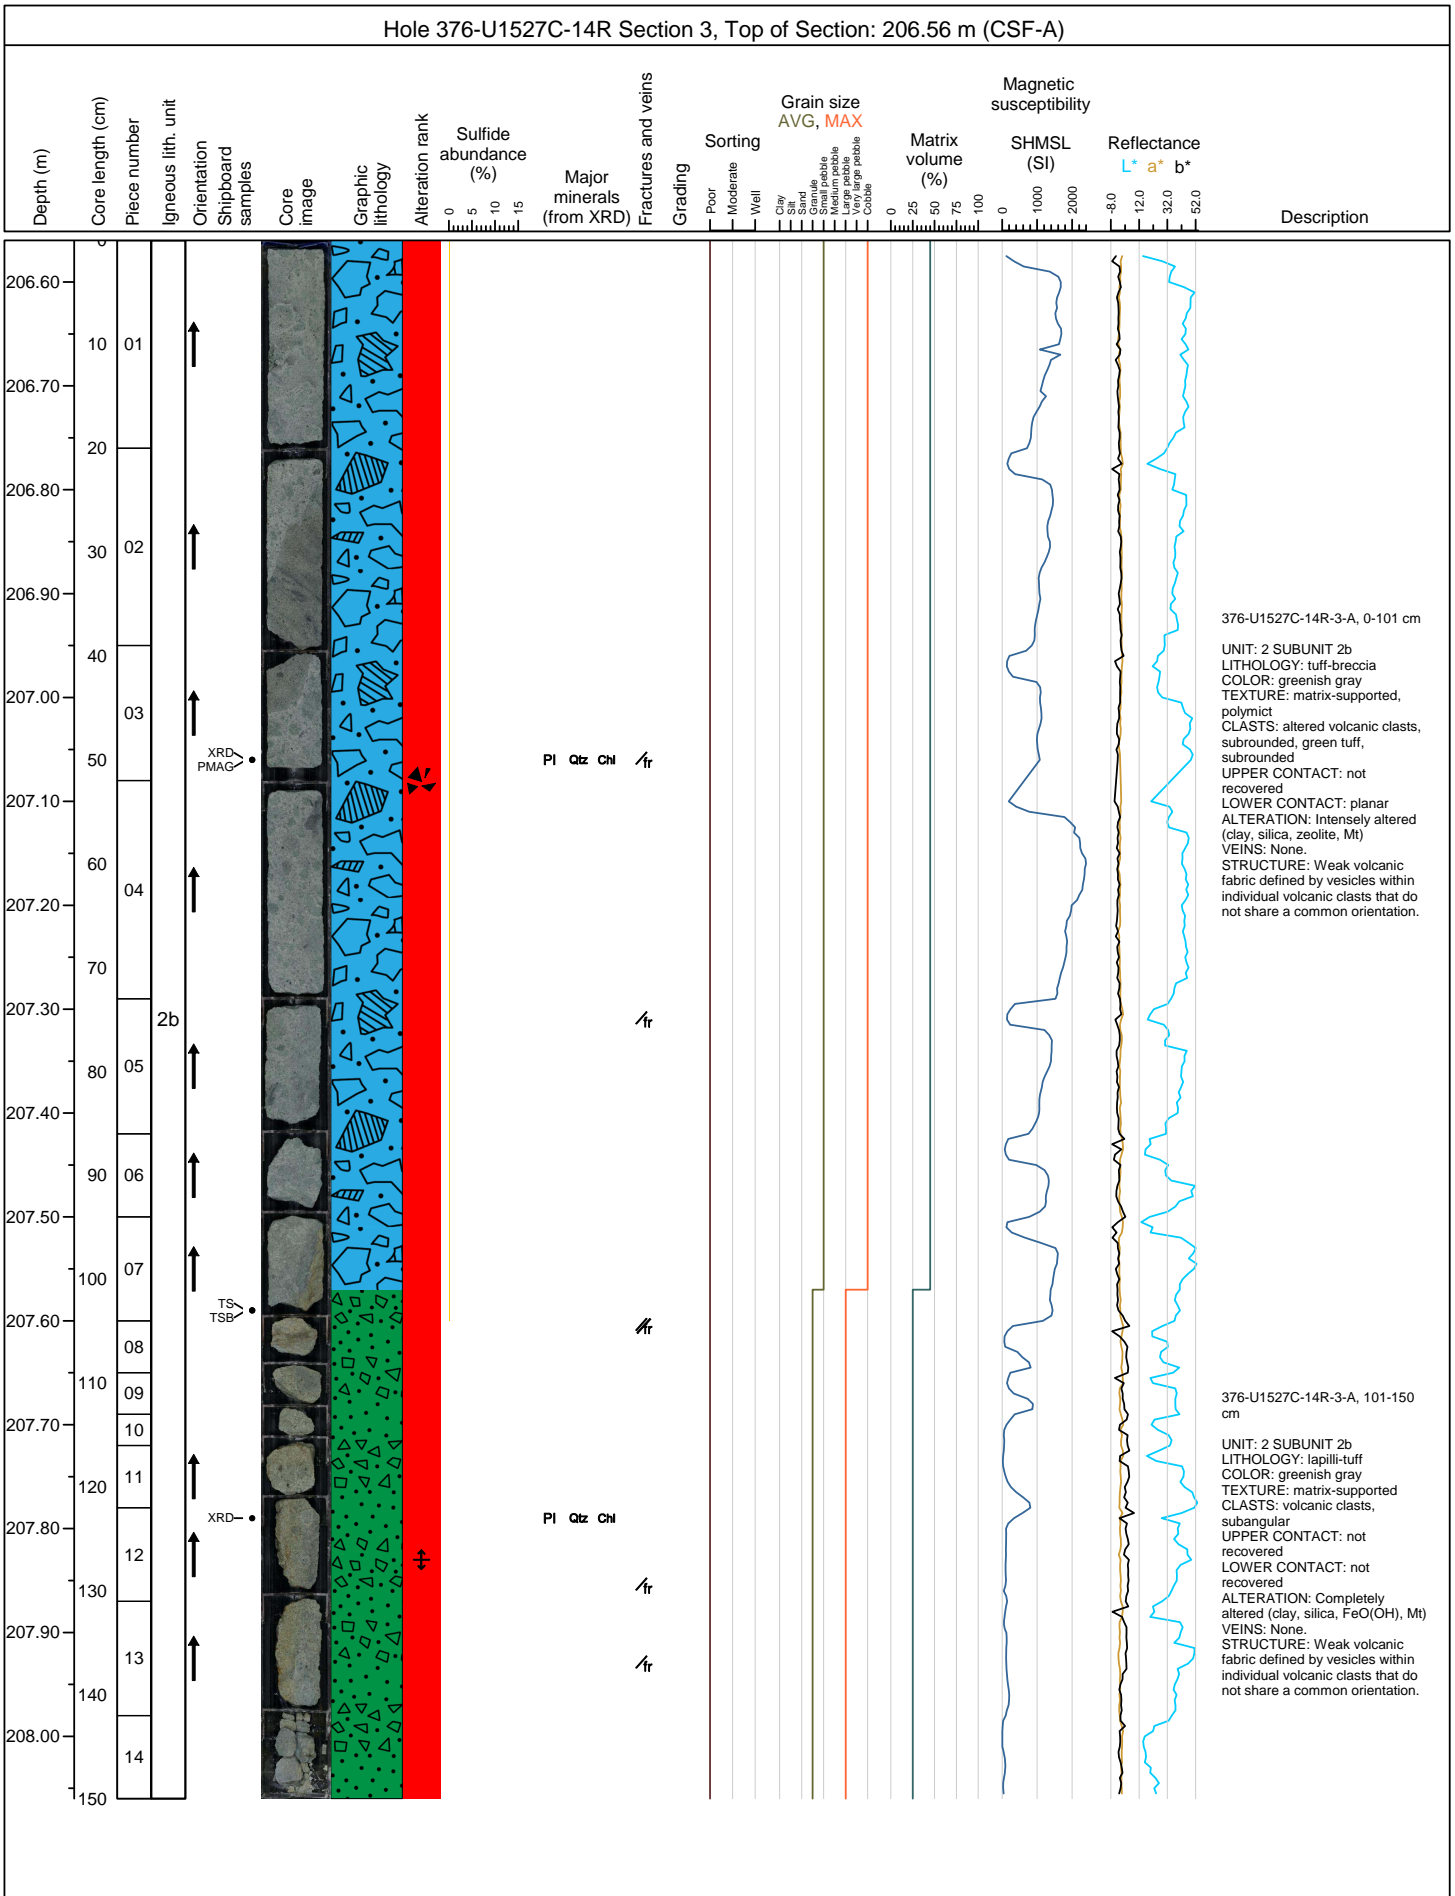 Hole 376-U1527C-14R Section 3, Top of Section: 206.56 m (CSF-A)
Depth (m)
Core length (cm)
Piece number
Igneous lith. unit
Orientation
Shipboard
samples
Core
image
Graphic
lithology
Alteration rank
Sulfide
abundance
(%)
0 5 10 15
Major
minerals
(from XRD)
Fractures and veins
Grading
Sorting
Poor
Moderate
Well
Grain size
AVG, MAX
Clay
Silt
Sand
Granule
Small pebble
Medium pebble
Large pebble
Very large pebble
Cobble
Matrix
volume
(%)
0 25 50 75 100
Magnetic
susceptibility
SHMSL
(SI)
0 1000 2000
Reflectance
L* a* b*
-8.0 12.0 32.0 52.0
Description
0
206.60
10 01
206.70
20
206.80
30 02
206.90
40
207.00
03
XRD
50
PMAG
Pl Qtz Chl fr
207.10
60
04
207.20
70
207.30
2b fr
80 05
207.40
90 06
207.50
07
100
TS
TSB
207.60
fr
08
110
09
207.70
10
11
120
XRD Pl Qtz Chl
207.80
12
130 fr
207.90
13 fr
140
208.00
14
150
376-U1527C-14R-3-A, 0-101 cm
UNIT: 2 SUBUNIT 2b
LITHOLOGY: tuff-breccia
COLOR: greenish gray
TEXTURE: matrix-supported,
polymict
CLASTS: altered volcanic clasts,
subrounded, green tuff,
subrounded
UPPER CONTACT: not
recovered
LOWER CONTACT: planar
ALTERATION: Intensely altered
(clay, silica, zeolite, Mt)
VEINS: None.
STRUCTURE: Weak volcanic
fabric defined by vesicles within
individual volcanic clasts that do
not share a common orientation.
376-U1527C-14R-3-A, 101-150
cm
UNIT: 2 SUBUNIT 2b
LITHOLOGY: lapilli-tuff
COLOR: greenish gray
TEXTURE: matrix-supported
CLASTS: volcanic clasts,
subangular
UPPER CONTACT: not
recovered
LOWER CONTACT: not
recovered
ALTERATION: Completely
altered (clay, silica, FeO(OH), Mt)
VEINS: None.
STRUCTURE: Weak volcanic
fabric defined by vesicles within
individual volcanic clasts that do
not share a common orientation.